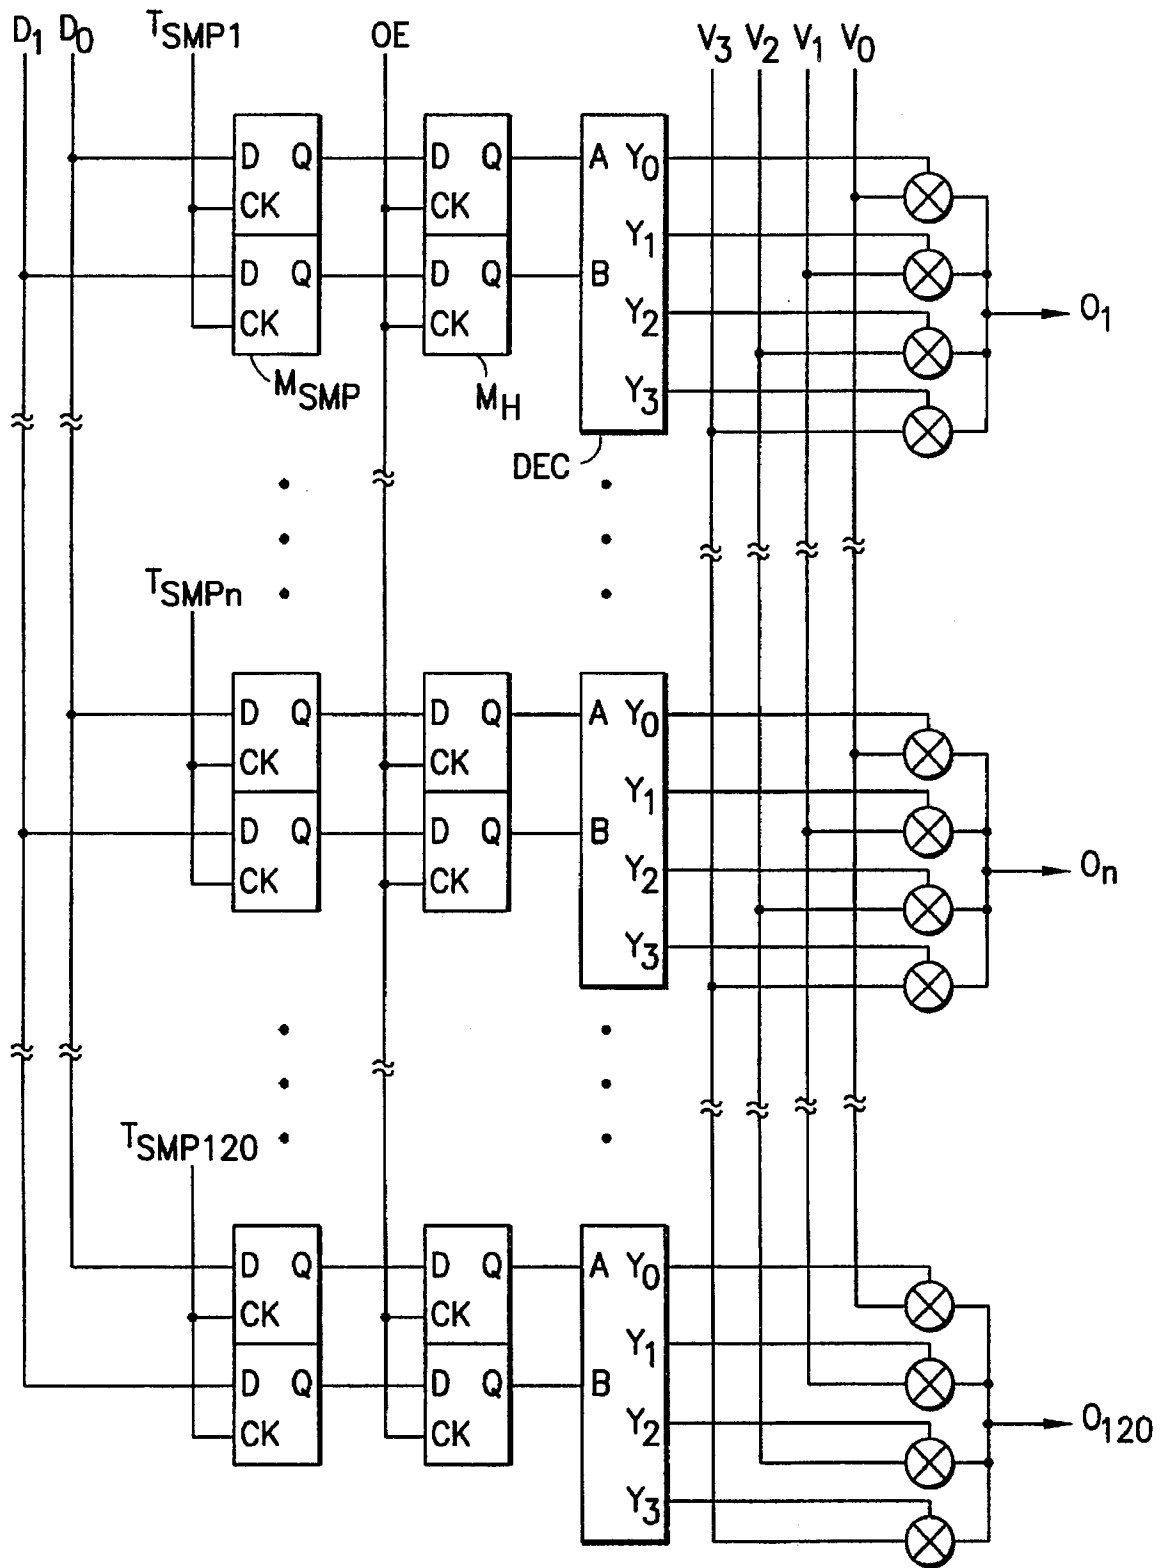 D1 D0 TSMP1 OE V3 V2 V1 V0
D Q D Q A Y0
CK CK
Y1
D Q D Q B
CK CK Y2
O1
MSMP MH Y3
DEC
TSMPn
D Q D Q A Y0
CK CK
Y1
D Q D Q B
CK CK Y2
On
Y3
TSMP120
D Q D Q A Y0
CK CK
Y1
D Q D Q B
CK CK Y2
O120
Y3